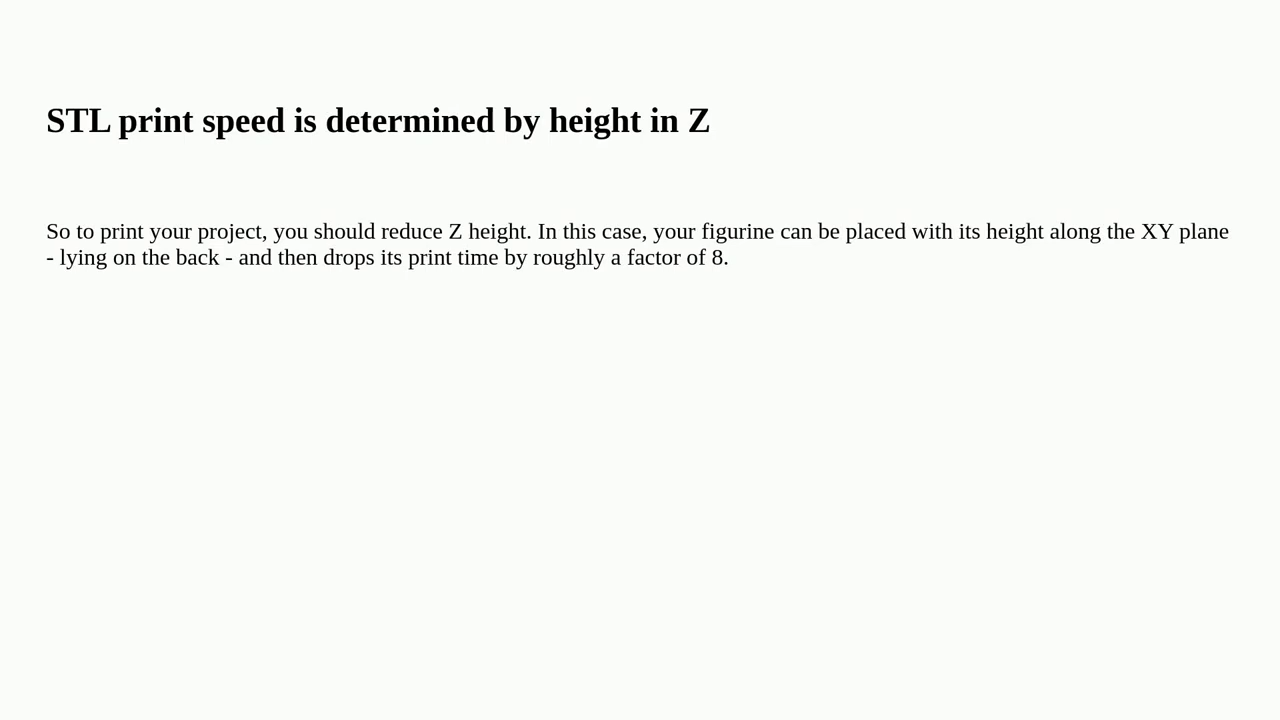 STL print speed is determined by height in Z
So to print your project, you should reduce Z height. In this case, your figurine can be placed with its height along the XY plane
- lying on the back - and then drops its print time by roughly a factor of 8.